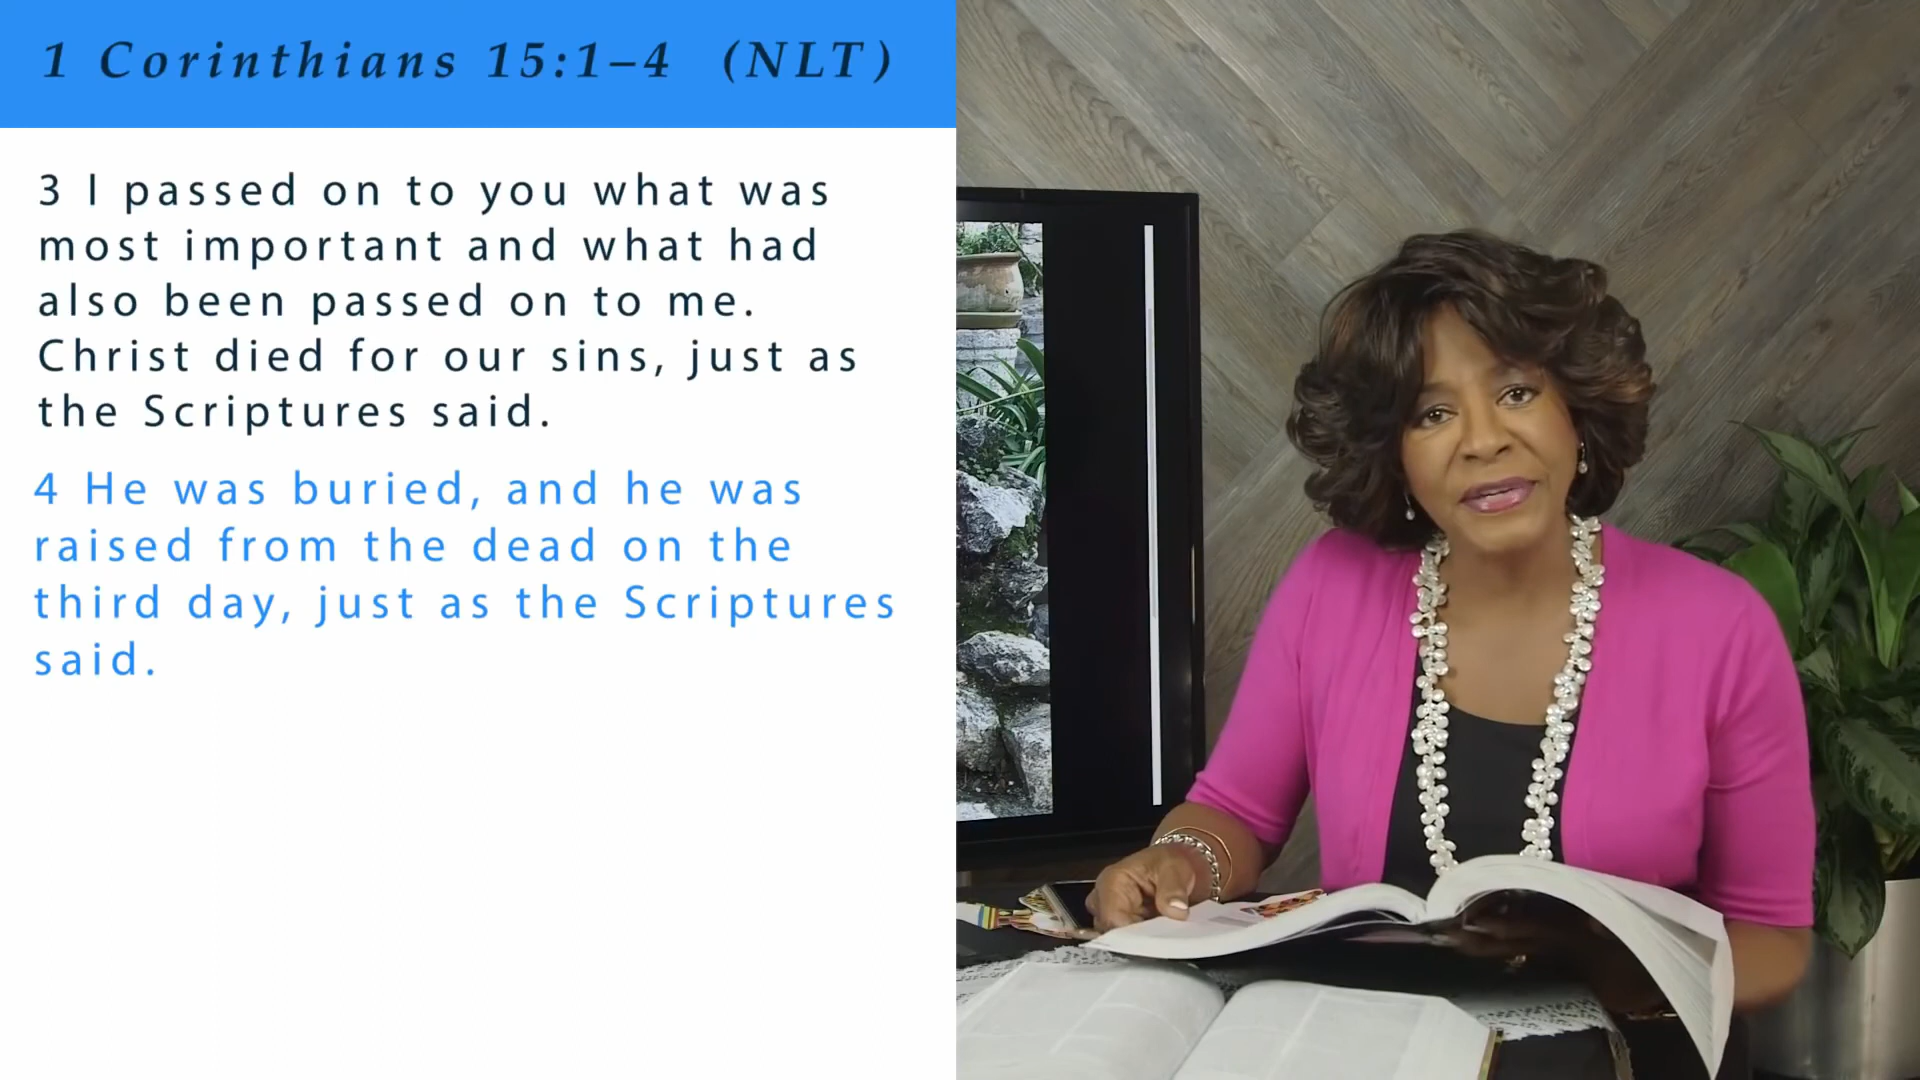 1 Corinthians 15:1–4 (NLT)
3 I passed on to you what was
most important and what had
also been passed on to me.
Christ died for our sins, just as
the Scriptures said.
4 He was buried, and he was
raised from the dead on the
third day, just as the Scriptures
said.